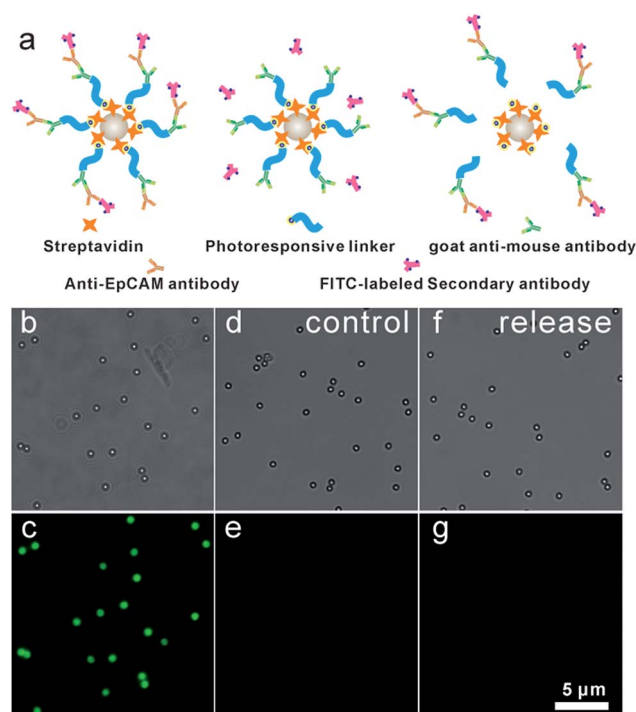 a
Streptavidin Photoresponsive linker goat anti-mouse antibody
Anti-EpCAM antibody FITC-labeled Secondary antibody
b d control f release
c e g
5 μm